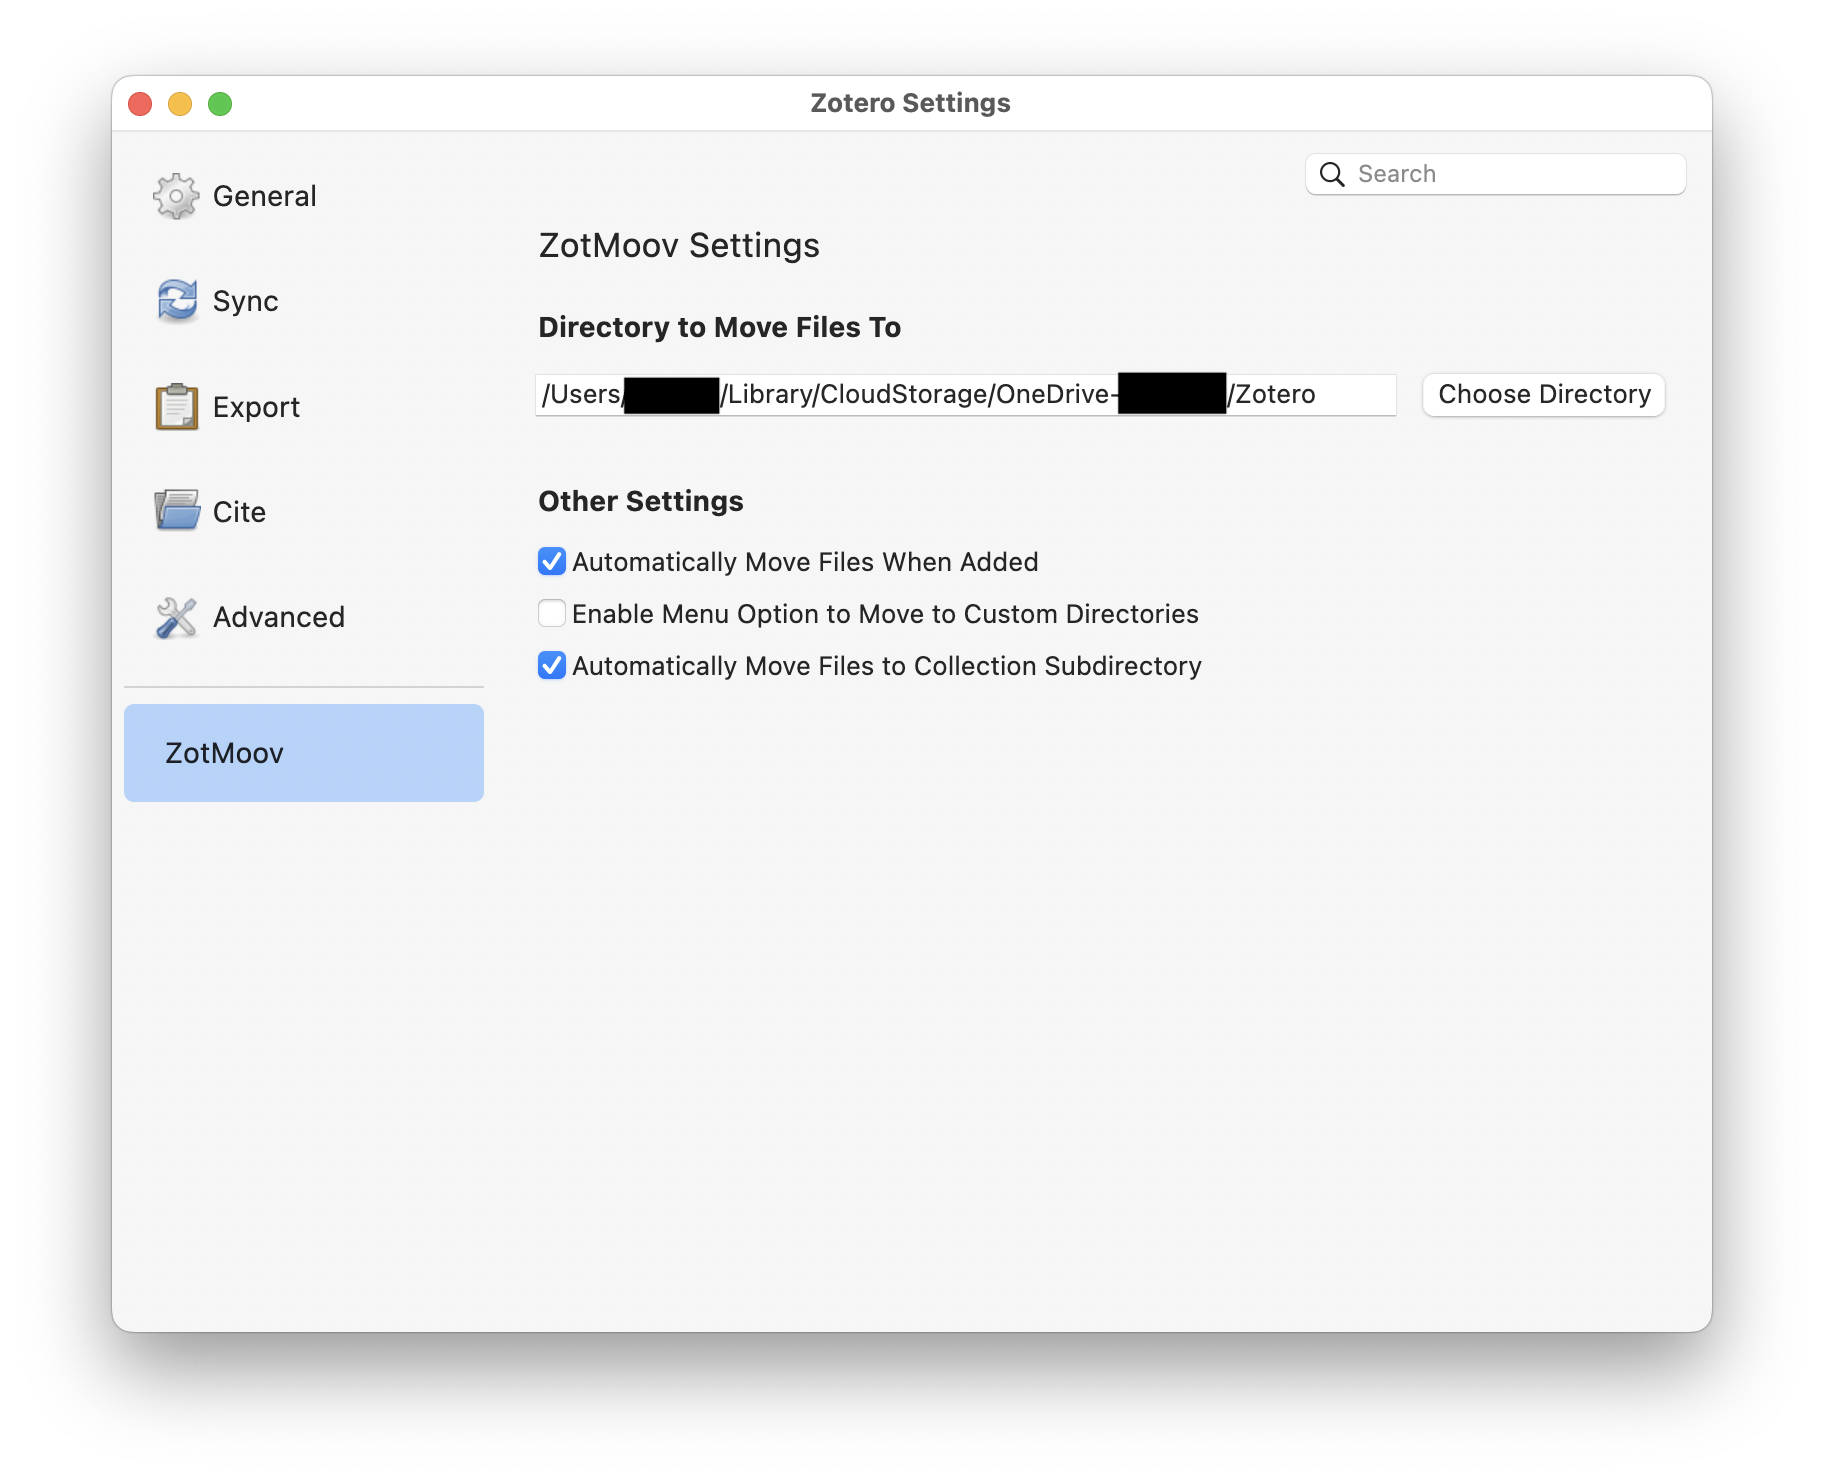 Zotero Settings
General
Sync
Export
Cite
Advanced
ZotMoov
Search
ZotMoov Settings
Directory to Move Files To
/Users/ /Library/CloudStorage/OneDrive- /Zotero
Choose Directory
Other Settings
Automatically Move Files When Added
Enable Menu Option to Move to Custom Directories
Automatically Move Files to Collection Subdirectory